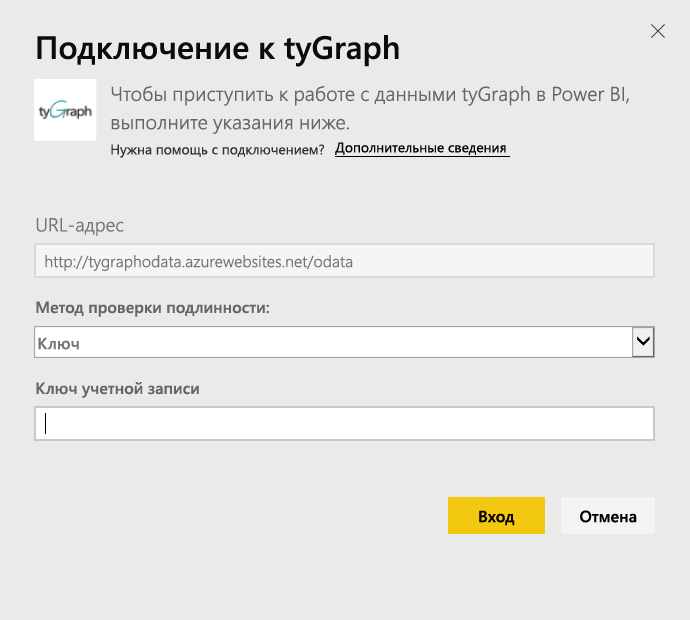 Подключение к tyGraph
tyGraph
Чтобы приступить к работе с данными tyGraph в Power BI,
выполните указания ниже.
Нужна помощь с подключением? Дополнительные сведения
URL-адрес
http://tygraphodata.azurewebsites.net/odata
Метод проверки подлинности:
Ключ
Ключ учетной записи
Вход Отмена